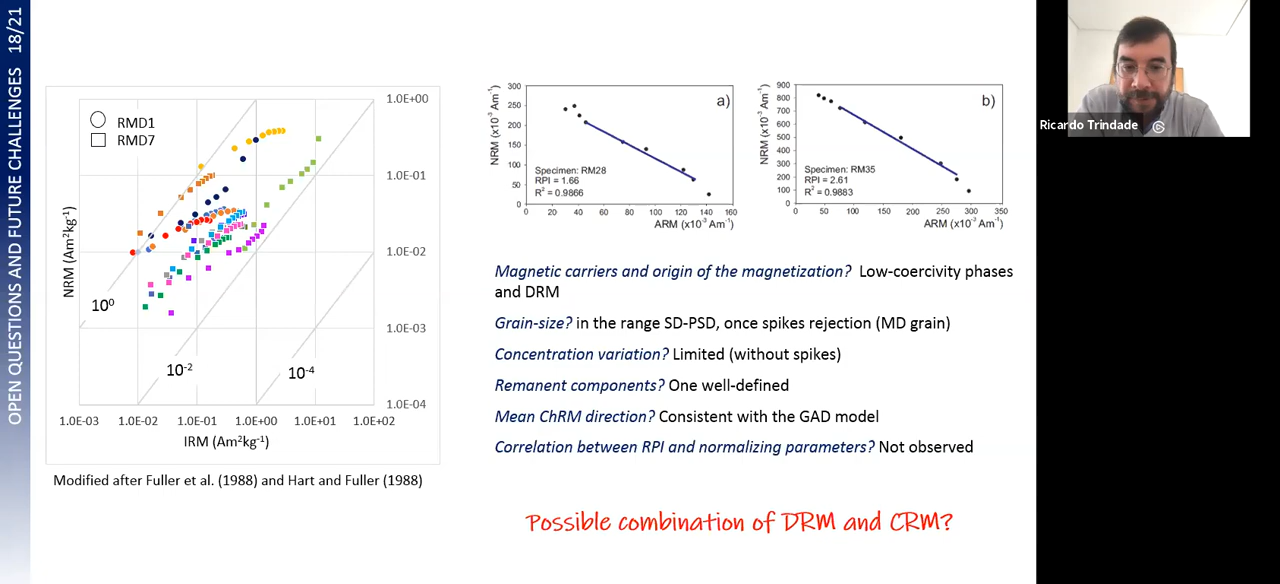 OPEN QUESTIONS AND FUTURE CHALLENGES 18/21
RMD1
RMD7
1.0E+00
1.0E-01
1.0E-02
1.0E-03
1.0E-04
NRM (Am²kg⁻¹)
10⁰
10⁻²
10⁻⁴
1.0E-03 1.0E-02 1.0E-01 1.0E+00 1.0E+01 1.0E+02
IRM (Am²kg⁻¹)
Modified after Fuller et al. (1988) and Hart and Fuller (1988)
a)
NRM (x10⁻³ Am⁻¹)
300
250
200
150
100
50
0
Specimen: RM28
RPI = 1.66
R² = 0.9866
0 20 40 60 80 100 120 140 160
ARM (x10⁻³ Am⁻¹)
b)
NRM (x10⁻³ Am⁻¹)
900
800
700
600
500
400
300
200
100
0
Specimen: RM35
RPI = 2.61
R² = 0.9883
0 50 100 150 200 250 300 350
ARM (x10⁻³ Am⁻¹)
Magnetic carriers and origin of the magnetization? Low-coercivity phases
and DRM
Grain-size? in the range SD-PSD, once spikes rejection (MD grain)
Concentration variation? Limited (without spikes)
Remanent components? One well-defined
Mean ChRM direction? Consistent with the GAD model
Correlation between RPI and normalizing parameters? Not observed
Possible combination of DRM and CRM?
Ricardo Trindade